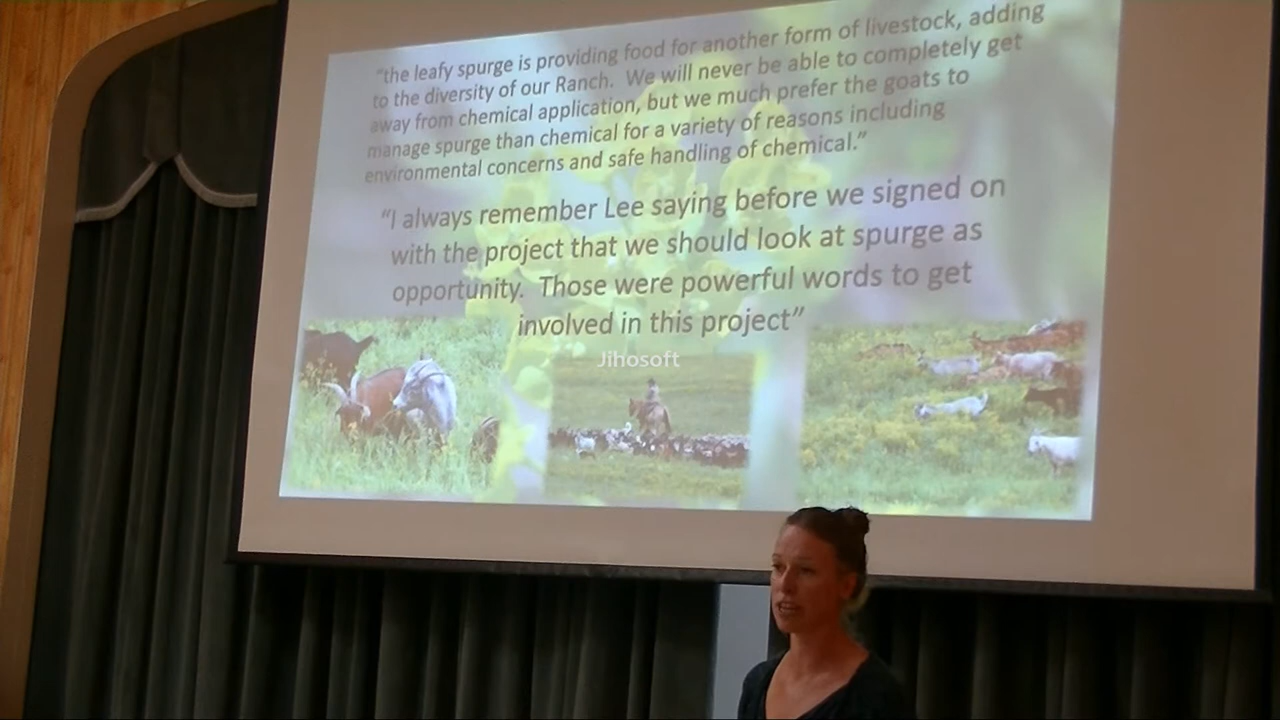 “the leafy spurge is providing food for another form of livestock, adding
to the diversity of our Ranch.  We will never be able to completely get
away from chemical application, but we much prefer the goats to
manage spurge than chemical for a variety of reasons including
environmental concerns and safe handling of chemical.”
“I always remember Lee saying before we signed on
with the project that we should look at spurge as
opportunity.  Those were powerful words to get
involved in this project”
Jihosoft